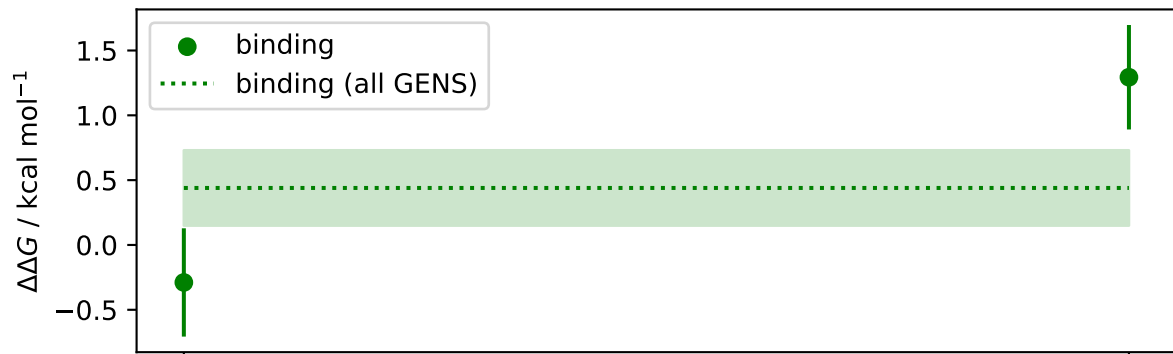 binding
binding (all GENS)
ΔΔG / kcal mol⁻¹
1.5
1.0
0.5
0.0
−0.5